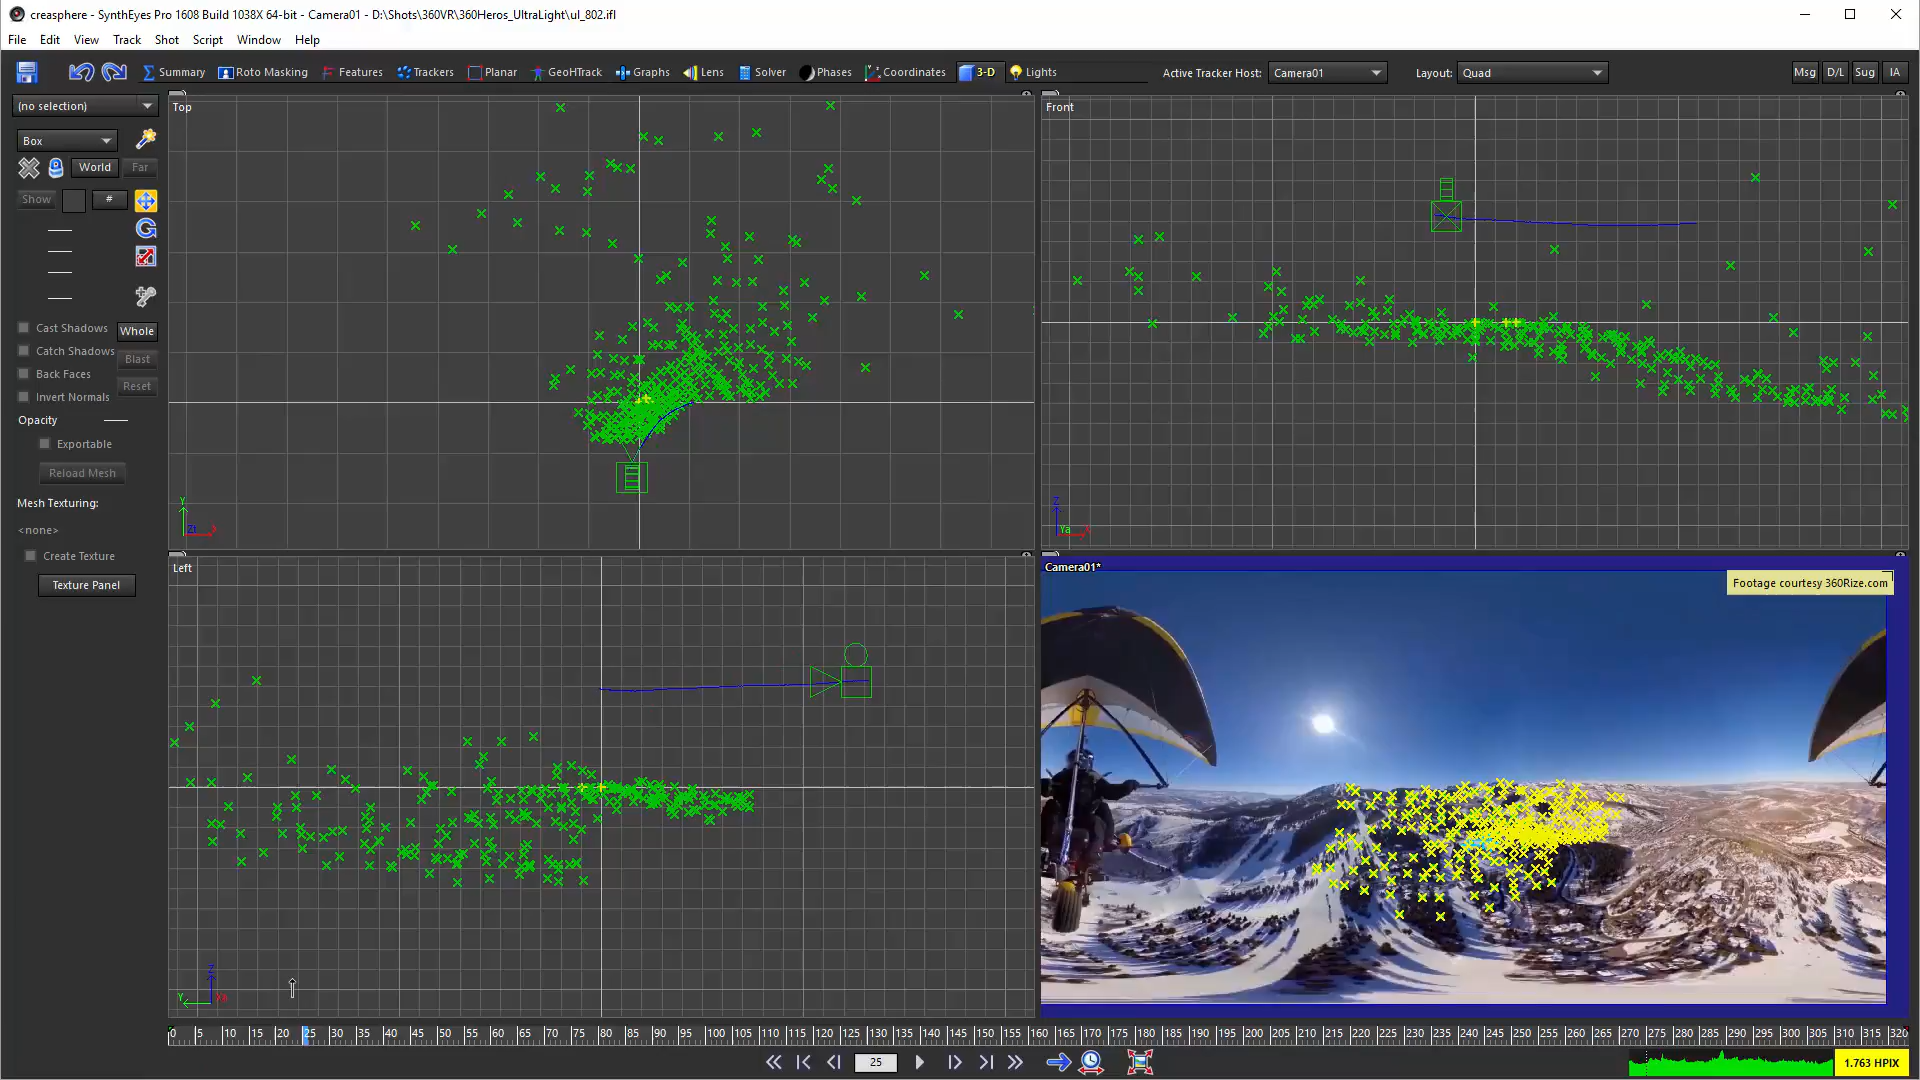 creasphere - SynthEyes Pro 1608 Build 1038X 64-bit - Camera01 - D:\Shots\360VR\360Heros_UltraLight\ul_802.ifl
File Edit View Track Shot Script Window Help
Summary Roto Masking Features Trackers Planar GeoHTrack Graphs Lens Solver Phases Coordinates 3-D Lights Active Tracker Host: Camera01 Layout: Quad Msg D/L Sug IA
(no selection)
Box
World Far
Show #
Cast Shadows Whole
Catch Shadows Blast
Back Faces
Invert Normals Reset
Opacity
Exportable
Reload Mesh
Mesh Texturing:
<none>
Create Texture
Texture Panel
Top
Y
X
Front
Z
Ya
X
Left
Z
Y
Camera01*
Footage courtesy 360Rize.com
0 5 10 15 20 25 30 35 40 45 50 55 60 65 70 75 80 85 90 95 100 105 110 115 120 125 130 135 140 145 150 155 160 165 170 175 180 185 190 195 200 205 210 215 220 225 230 235 240 245 250 255 260 265 270 275 280 285 290 295 300 305 310 315 320
25
1.763 HPIX